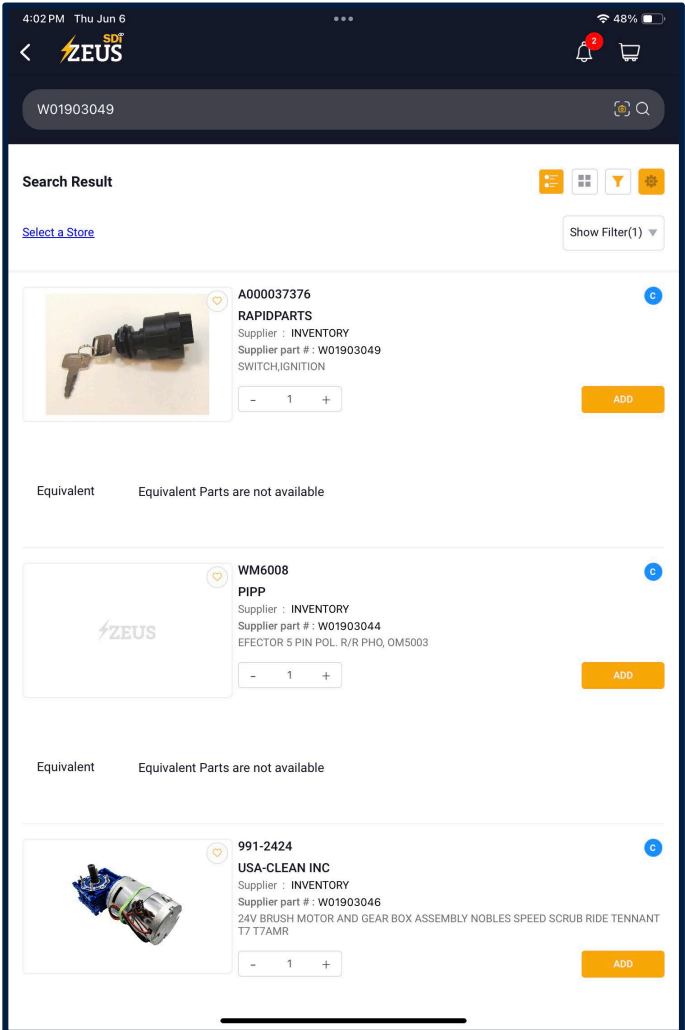 4:02 PM Thu Jun 6
48%
SDI
ZEUS
2
W01903049
Search Result
Select a Store
Show Filter(1)
A000037376
C
RAPIDPARTS
Supplier : INVENTORY
Supplier part # : W01903049
SWITCH,IGNITION
- 1 +
ADD
Equivalent Equivalent Parts are not available
WM6008
C
PIPP
Supplier : INVENTORY
Supplier part # : W01903044
EFECTOR 5 PIN POL. R/R PHO, OM5003
ZEUS
- 1 +
ADD
Equivalent Equivalent Parts are not available
991-2424
C
USA-CLEAN INC
Supplier : INVENTORY
Supplier part # : W01903046
24V BRUSH MOTOR AND GEAR BOX ASSEMBLY NOBLES SPEED SCRUB RIDE TENNANT
T7 T7AMR
- 1 +
ADD